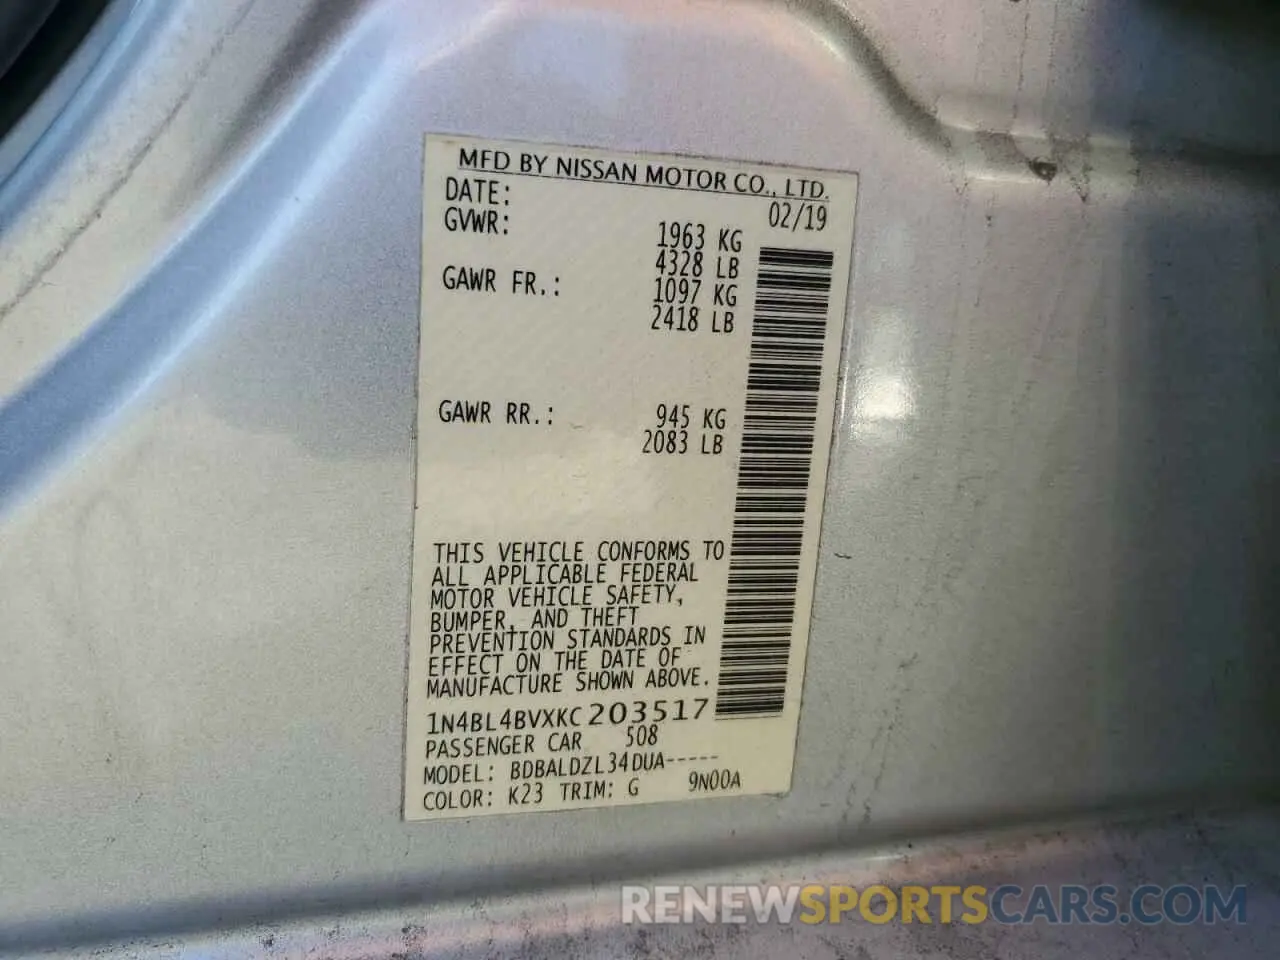 MFD BY NISSAN MOTOR CO., LTD.
DATE: 02/19
GVWR: 1963 KG
4328 LB
GAWR FR.: 1097 KG
2418 LB
GAWR RR.: 945 KG
2083 LB
THIS VEHICLE CONFORMS TO
ALL APPLICABLE FEDERAL
MOTOR VEHICLE SAFETY,
BUMPER, AND THEFT
PREVENTION STANDARDS IN
EFFECT ON THE DATE OF
MANUFACTURE SHOWN ABOVE.
1N4BL4BVXKC203517
PASSENGER CAR 508
MODEL: BDBALDZL34DUA-----
COLOR: K23 TRIM: G 9N00A
RENEWSPORTSCARS.COM